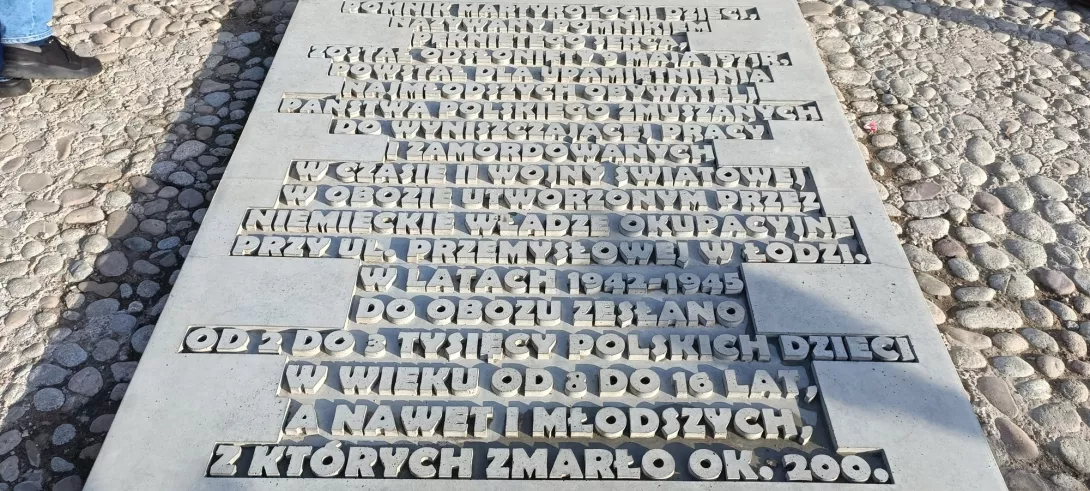 POMNIK MARTYROLOGII DZIECI,
NAZYWANY POMNIKIEM
PĘKNIĘTEGO SERCA,
ZOSTAŁ ODSŁONIĘTY 9 MAJA 1971 R.
POWSTAŁ DLA UPAMIĘTNIENIA
NAJMŁODSZYCH OBYWATELI
PAŃSTWA POLSKIEGO ZMUSZANYCH
DO WYNISZCZAJĄCEJ PRACY
I ZAMORDOWANYCH
W CZASIE II WOJNY ŚWIATOWEJ,
W OBOZIE UTWORZONYM PRZEZ
NIEMIECKIE WŁADZE OKUPACYJNE
PRZY UL. PRZEMYSŁOWEJ W ŁODZI.
W LATACH 1942-1945
DO OBOZU ZESŁANO
OD 2 DO 3 TYSIĘCY POLSKICH DZIECI
W WIEKU OD 8 DO 16 LAT,
A NAWET I MŁODSZYCH,
Z KTÓRYCH ZMARŁO OK. 200.